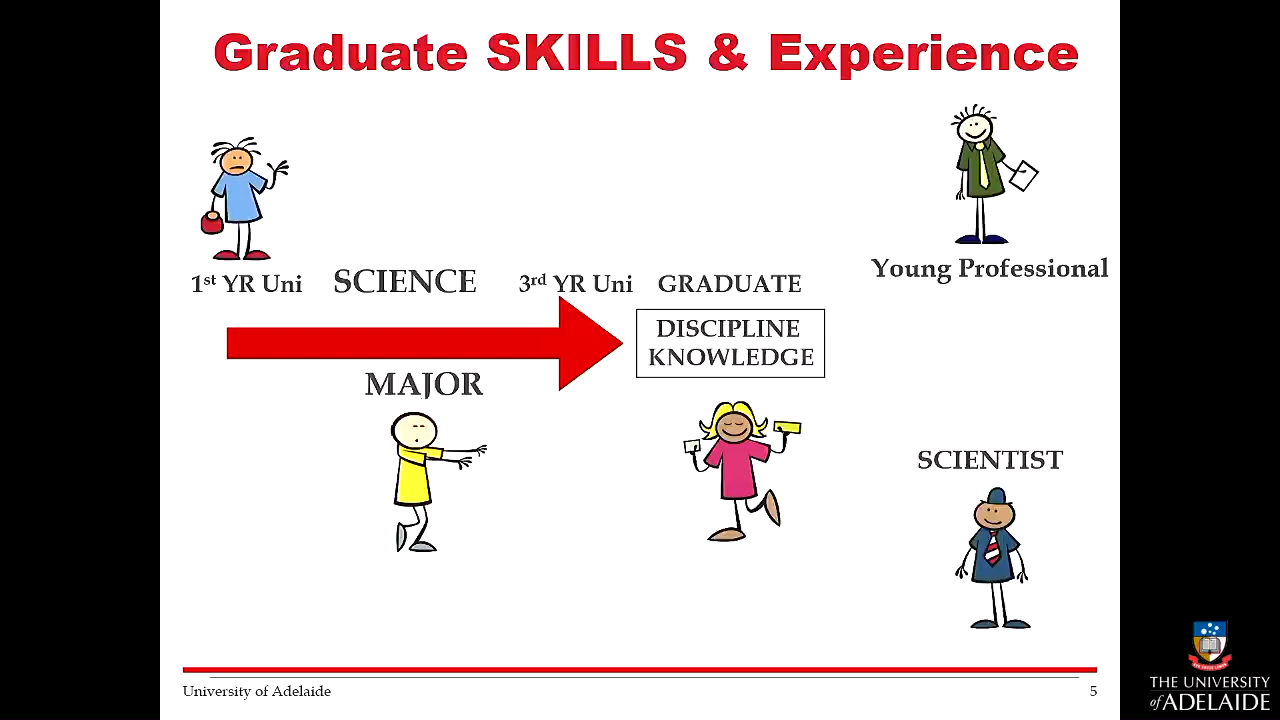 Graduate SKILLS & Experience
1st YR Uni
SCIENCE
3rd YR Uni
GRADUATE
Young Professional
DISCIPLINE
KNOWLEDGE
MAJOR
SCIENTIST
University of Adelaide
5
THE UNIVERSITY
of ADELAIDE